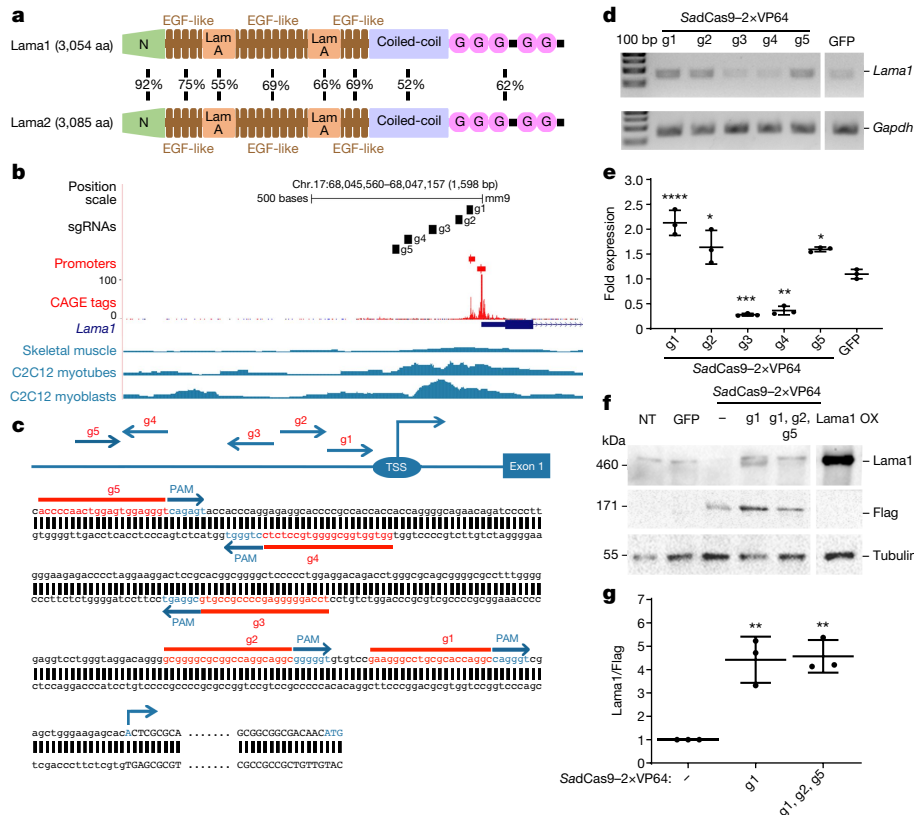 a
EGF-like EGF-like EGF-like
Lama1 (3,054 aa) N Lam A Lam A Coiled-coil G G G G G
92% 75% 55% 69% 66% 69% 52% 62%
Lama2 (3,085 aa) N Lam A Lam A Coiled-coil G G G G G
EGF-like EGF-like EGF-like
b
Position
scale
Chr.17:68,045,560–68,047,157 (1,598 bp)
500 bases mm9
sgRNAs
g1
g2
g3
g4
g5
Promoters
100
CAGE tags
0
Lama1
Skeletal muscle
C2C12 myotubes
C2C12 myoblasts
c
g5 g4 g3 g2 g1
TSS Exon 1
g5 PAM
caccccaactggagtggagggtcagagtaccacccaggagaggcaccccgccaccaccaggggcagaacagatcccctt
gtggggttgacctcacctcccagtctcatggtgggtcctctccgtggggcggtggtggtccccgtcttgtctaggggaa
PAM g4
gggaagagacccctaggaaggactccgcacggcggggctccccctggaggacagacctgggcgcagcggggcgcctttgggg
cccttctctggggatccttcctgaggcgtgccgccccgagggggacctcctgtctggacccgcgtcgccccgcggaaacccc
PAM g3
g2 PAM g1 PAM
gaggtcctgggtaggacaggggcggggcgcggccaggcaggcgggggtgtgtccgaagggcctgcgcaccaggccagggtcg
ctccaggacccatcctgtccccgccccgcgccggtccgtccgcccccacacaggcttcccggacgcgtggtccggtcccagc
agctgggaagagcacACTCGCGCA ....... GCGGCGGCGACAACATG
tcgacccttctcgtgTGAGCGCGT ....... CGCCGCCGCTGTTGTAC
d
SadCas9–2×VP64
100 bp g1 g2 g3 g4 g5 GFP
Lama1
Gapdh
e
Fold expression
3.0
2.5
2.0
1.5
1.0
0.5
0
****
*
***
**
*
g1 g2 g3 g4 g5 GFP
SadCas9–2×VP64
f
SadCas9–2×VP64
NT GFP – g1 g1, g2, g5 Lama1 OX
kDa
460 Lama1
171 Flag
55 Tubulin
g
Lama1/Flag
7
6
5
4
3
2
1
0
** **
SadCas9–2×VP64: – g1 g1, g2, g5